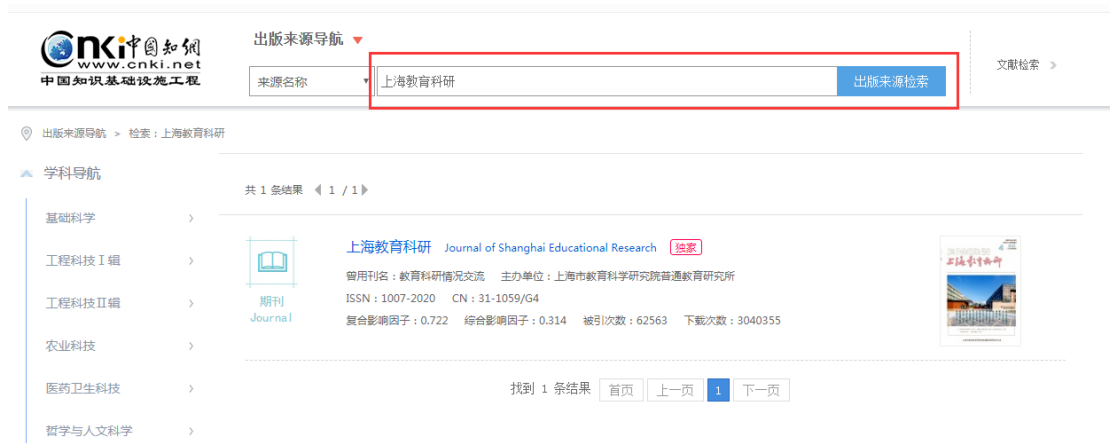 cnki中国知网
www.cnki.net
中国知识基础设施工程
出版来源导航
来源名称 上海教育科研 出版来源检索
文献检索 >
出版来源导航 > 检索:上海教育科研
学科导航
共 1 条结果 1 / 1
基础科学
工程科技 I 辑
工程科技II辑
农业科技
医药卫生科技
哲学与人文科学
上海教育科研 Journal of Shanghai Educational Research 独家
曾用刊名:教育科研情况交流 主办单位:上海市教育科学研究院普通教育研究所
ISSN:1007-2020 CN:31-1059/G4
复合影响因子:0.722 综合影响因子:0.314 被引次数:62563 下载次数:3040355
期刊
Journal
上海教育科研
找到 1 条结果 首页 上一页 1 下一页